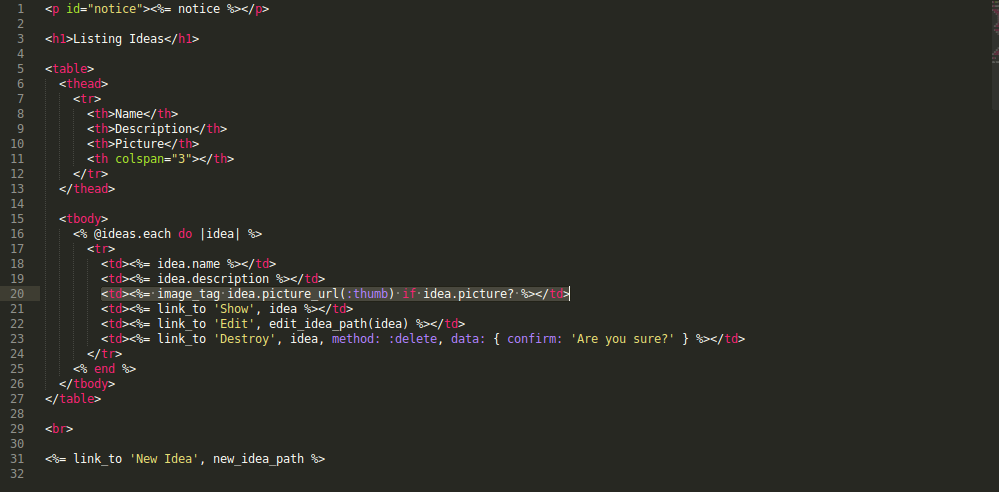 1 <p id="notice"><%= notice %></p>
2
3 <h1>Listing Ideas</h1>
4
5 <table>
6 <thead>
7 <tr>
8 <th>Name</th>
9 <th>Description</th>
10 <th>Picture</th>
11 <th colspan="3"></th>
12 </tr>
13 </thead>
14
15 <tbody>
16 <% @ideas.each do |idea| %>
17 <tr>
18 <td><%= idea.name %></td>
19 <td><%= idea.description %></td>
20 <td><%= image_tag idea.picture_url(:thumb) if idea.picture? %></td>
21 <td><%= link_to 'Show', idea %></td>
22 <td><%= link_to 'Edit', edit_idea_path(idea) %></td>
23 <td><%= link_to 'Destroy', idea, method: :delete, data: { confirm: 'Are you sure?' } %></td>
24 </tr>
25 <% end %>
26 </tbody>
27 </table>
28
29 <br>
30
31 <%= link_to 'New Idea', new_idea_path %>
32